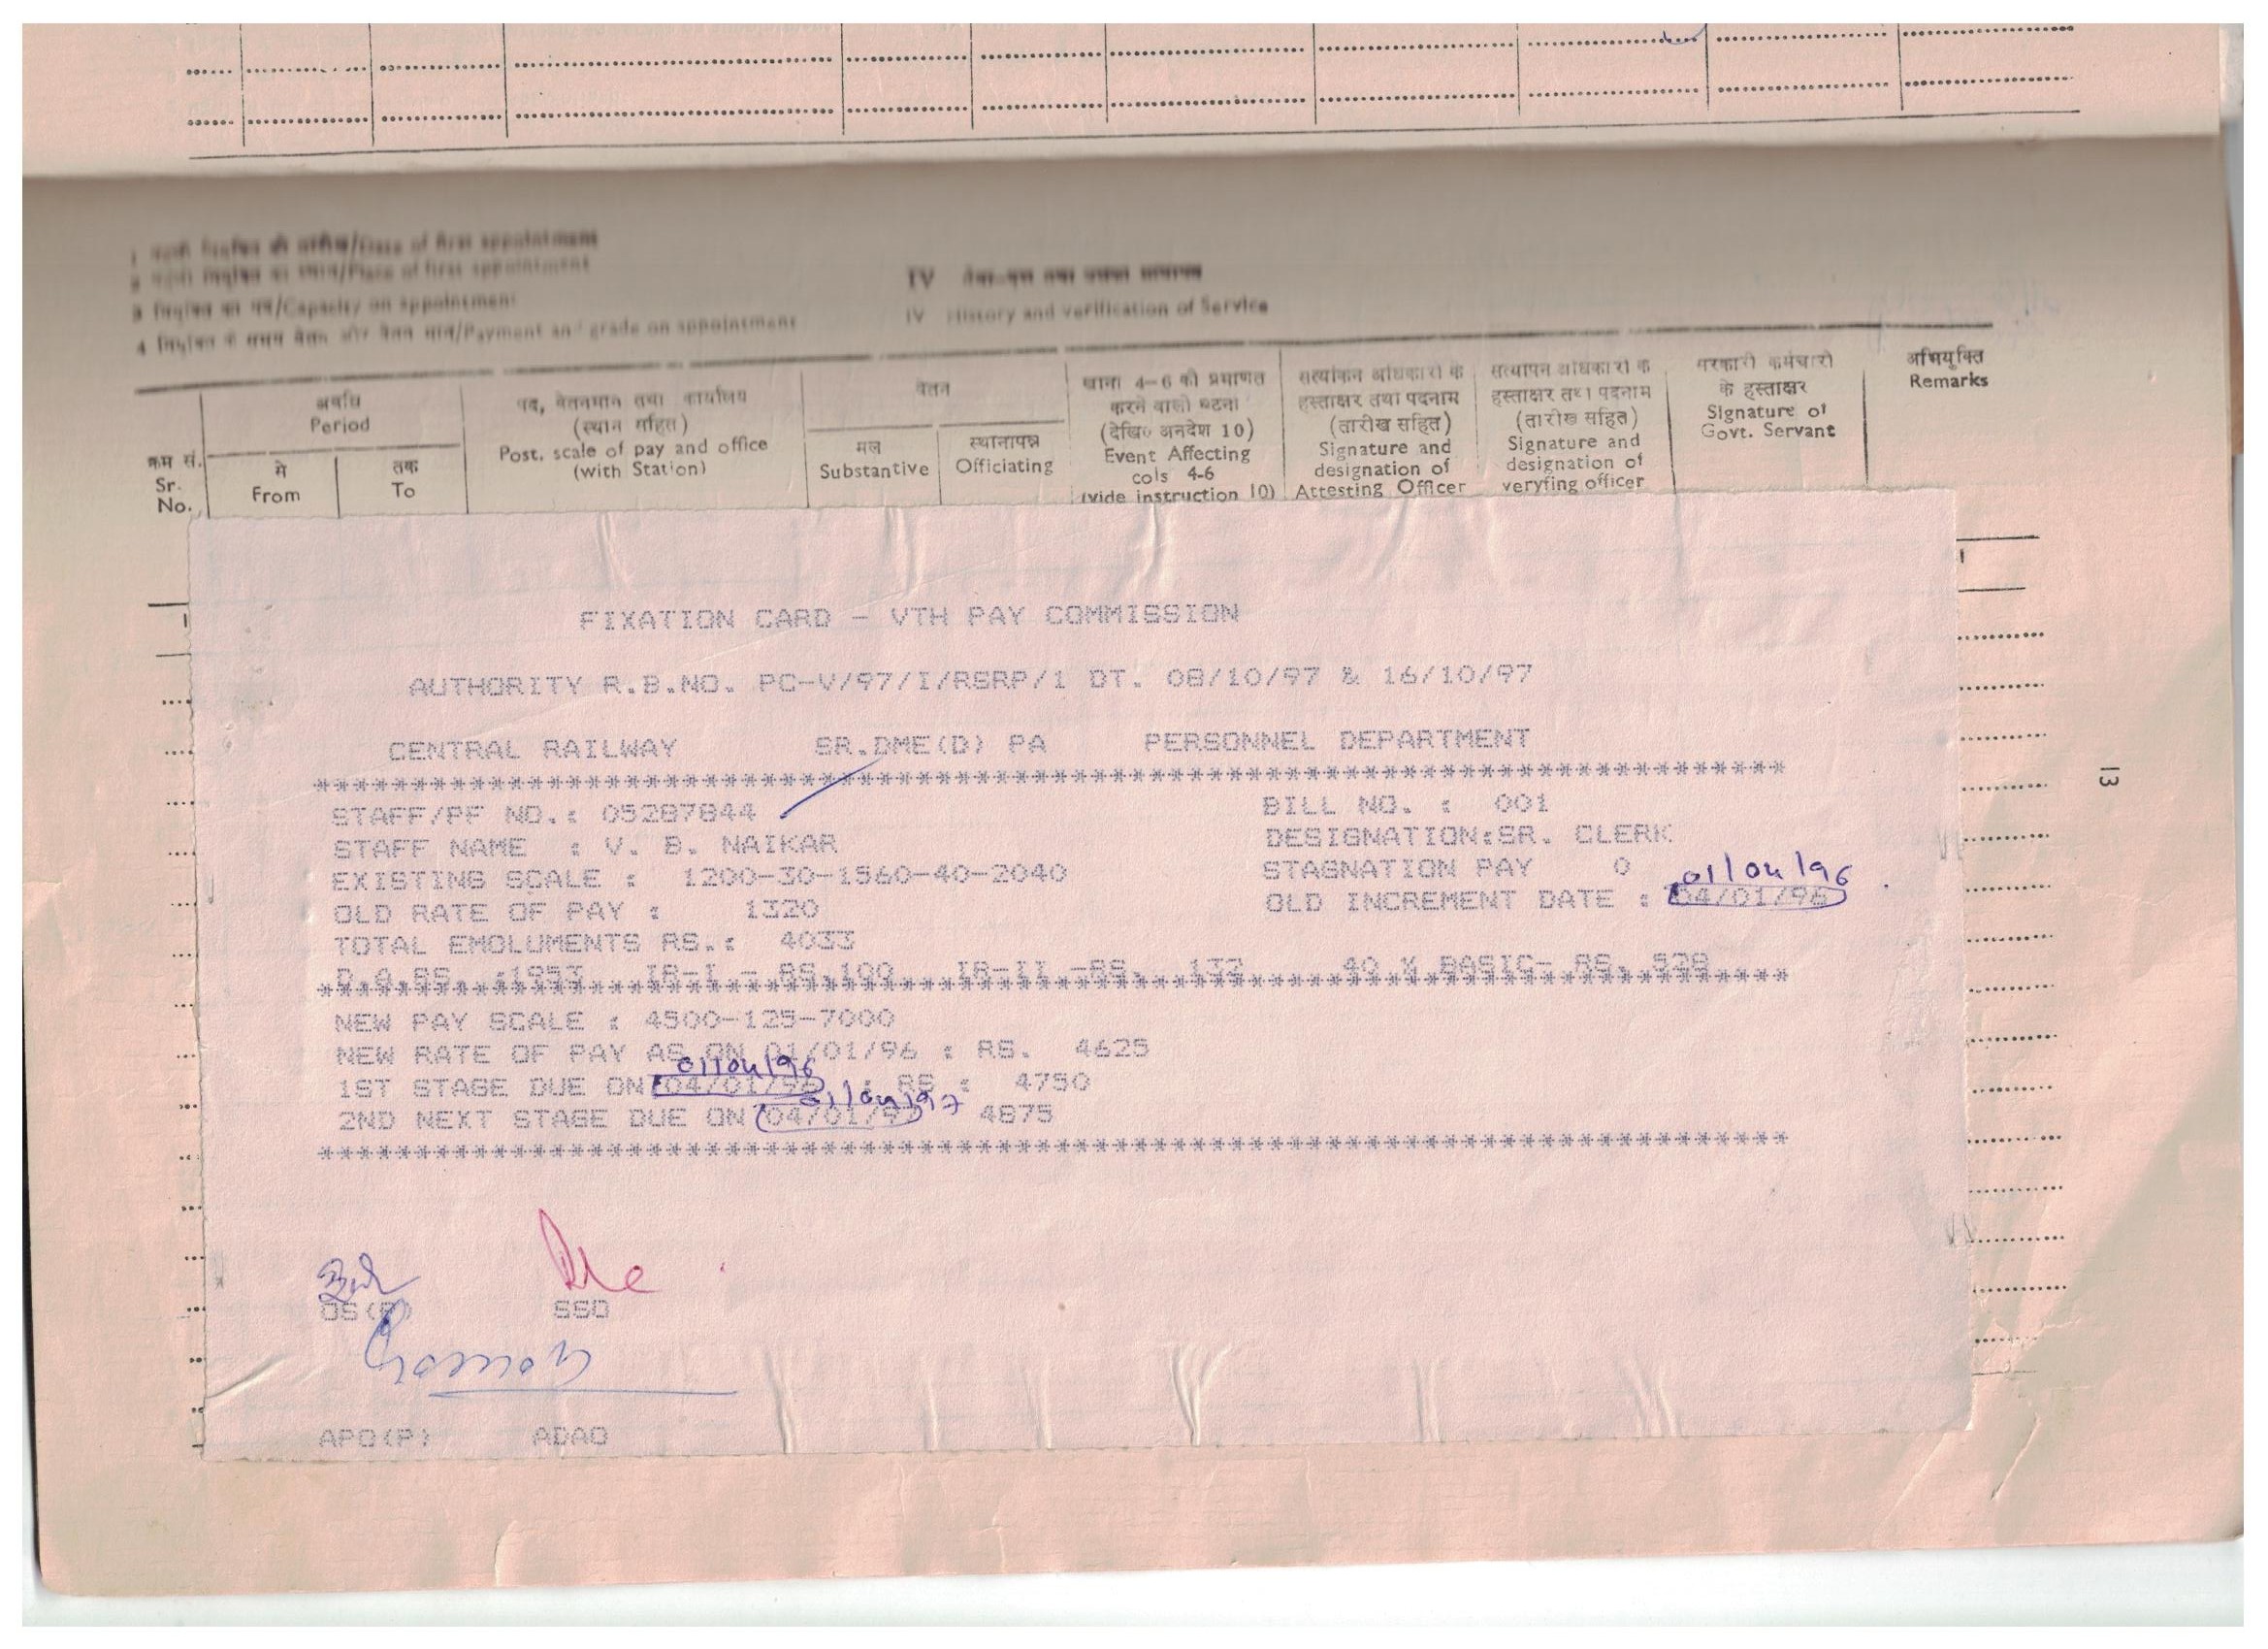 1 पहली नियुक्ति की तारीख/Date of first appointment
2 पहली नियुक्ति का स्थान/Place of first appointment
3 नियुक्ति का पद/Capacity on appointment
4 नियुक्ति के समय वेतन और वेतन मान/Payment and grade on appointment
IV
IV History and verification of Service
क्रम सं.
Sr.
No.
अवधि
Period
से
From
तक
To
पद, वेतनमान तथा कार्यालय
(स्थान सहित)
Post, scale of pay and office
(with Station)
वेतन
मूल
Substantive
स्थानापन्न
Officiating
खाना 4-6 को प्रमाणित
करने वाली घटना
(देखिए अनदेश 10)
Event Affecting
cols 4-6
(vide instruction 10)
सत्यांकन अधिकारी के
हस्ताक्षर तथा पदनाम
(तारीख सहित)
Signature and
designation of
Attesting Officer
सत्यापन अधिकारी के
हस्ताक्षर तथा पदनाम
(तारीख सहित)
Signature and
designation of
veryfing officer
सरकारी कर्मचारी
के हस्ताक्षर
Signature of
Govt. Servant
अभियुक्ति
Remarks
FIXATION CARD - VTH PAY COMMISSION
AUTHORITY R.B.NO. PC-V/97/I/RSRP/1 DT. 08/10/97 & 16/10/97
CENTRAL RAILWAY SR.DME(D) PA PERSONNEL DEPARTMENT
***************************************************************************
STAFF/PF NO.: 05287844 BILL NO. : 001
STAFF NAME : V. B. NAIKAR DESIGNATION:SR. CLERK
EXISTING SCALE : 1200-30-1560-40-2040 STAGNATION PAY 0
01/04/96
OLD RATE OF PAY : 1320 OLD INCREMENT DATE : 04/01/96
TOTAL EMOLUMENTS RS.: 4033
D.A.RS. :1953 IR-I - RS.100 IR-II -RS. 132 40 % BASIC- RS. 528
***************************************************************************
NEW PAY SCALE : 4500-125-7000
NEW RATE OF PAY AS ON 01/01/96 : RS. 4625
01/04/96
1ST STAGE DUE ON 04/01/96 : RS : 4750
01/04/97
2ND NEXT STAGE DUE ON 04/01/97 4875
***************************************************************************
OS(P) SSO
APO(P) ADAO
13